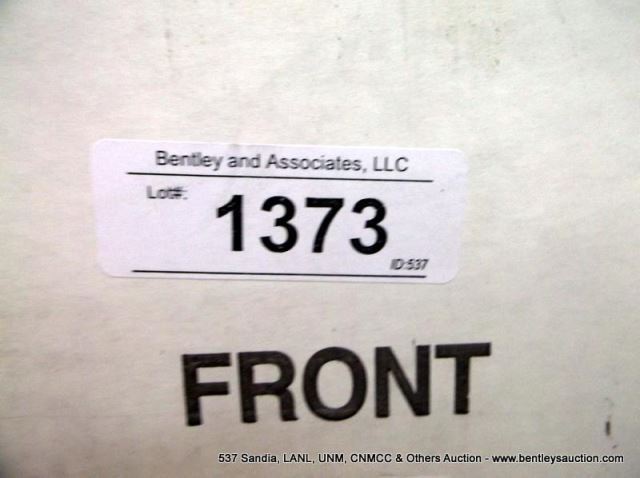 Bentley and Associates, LLC
Lot#:
1373
ID:537
FRONT
537 Sandia, LANL, UNM, CNMCC & Others Auction - www.bentleysauction.com